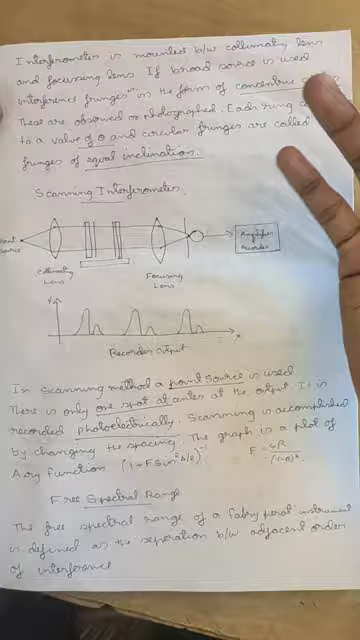 Interferometer is mounted b/w collimating lens
and focussing lens If broad source is used
interference fringes in the form of concentric
These are observed or photographed. Each ring
to a value of θ and circular fringes are called
fringes of equal inclination.
Scanning Interferometer.
source
Collimating
Lens
Focusing
Lens
Amplifier
recorder
Recorder output
In Scanning method a point Source is used
There is only one spot at center at the output It is
recorded photoelectrically. Scanning is accomplished
by changing the spacing. The graph is a plot of
Airy function (1+F sin² Δ/2)⁻¹ F = 4R/(1-R)²
Free Spectral Range
The free spectral range of a fabry perot instrument
is defined as the seperation b/w adjacent order
of interference